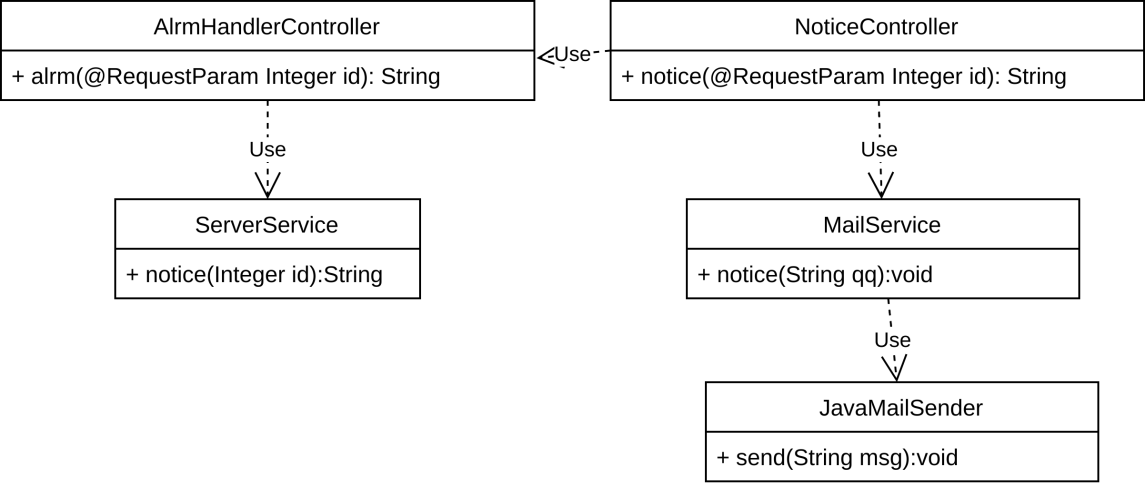 AlrmHandlerController
+ alrm(@RequestParam Integer id): String
Use
NoticeController
+ notice(@RequestParam Integer id): String
Use
Use
ServerService
+ notice(Integer id):String
MailService
+ notice(String qq):void
Use
JavaMailSender
+ send(String msg):void